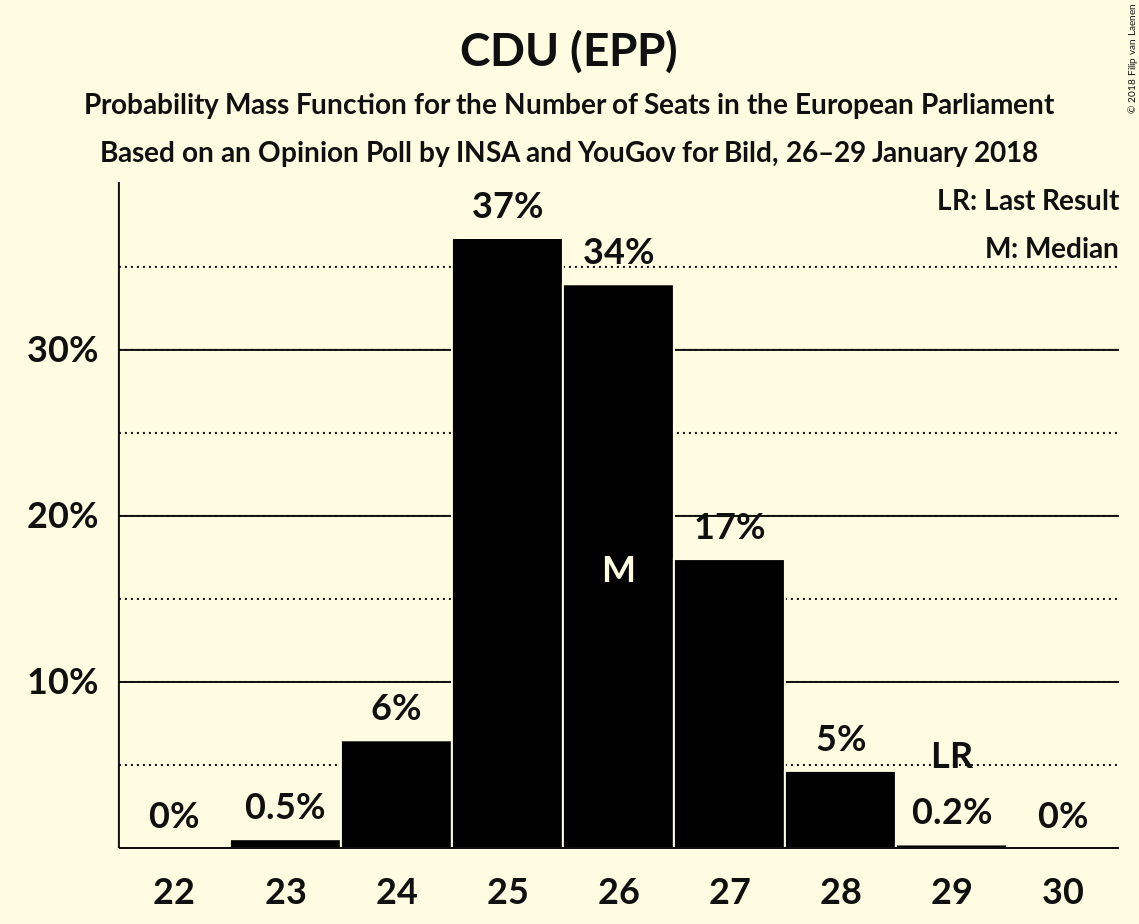 CDU (EPP)
Probability Mass Function for the Number of Seats in the European Parliament
Based on an Opinion Poll by INSA and YouGov for Bild, 26–29 January 2018
© 2018 Filip van Laenen
LR: Last Result
M: Median
37%
34%
30%
20%
17%
M
10%
6%
5%
LR
0%
0.5%
0.2%
0%
22 23 24 25 26 27 28 29 30